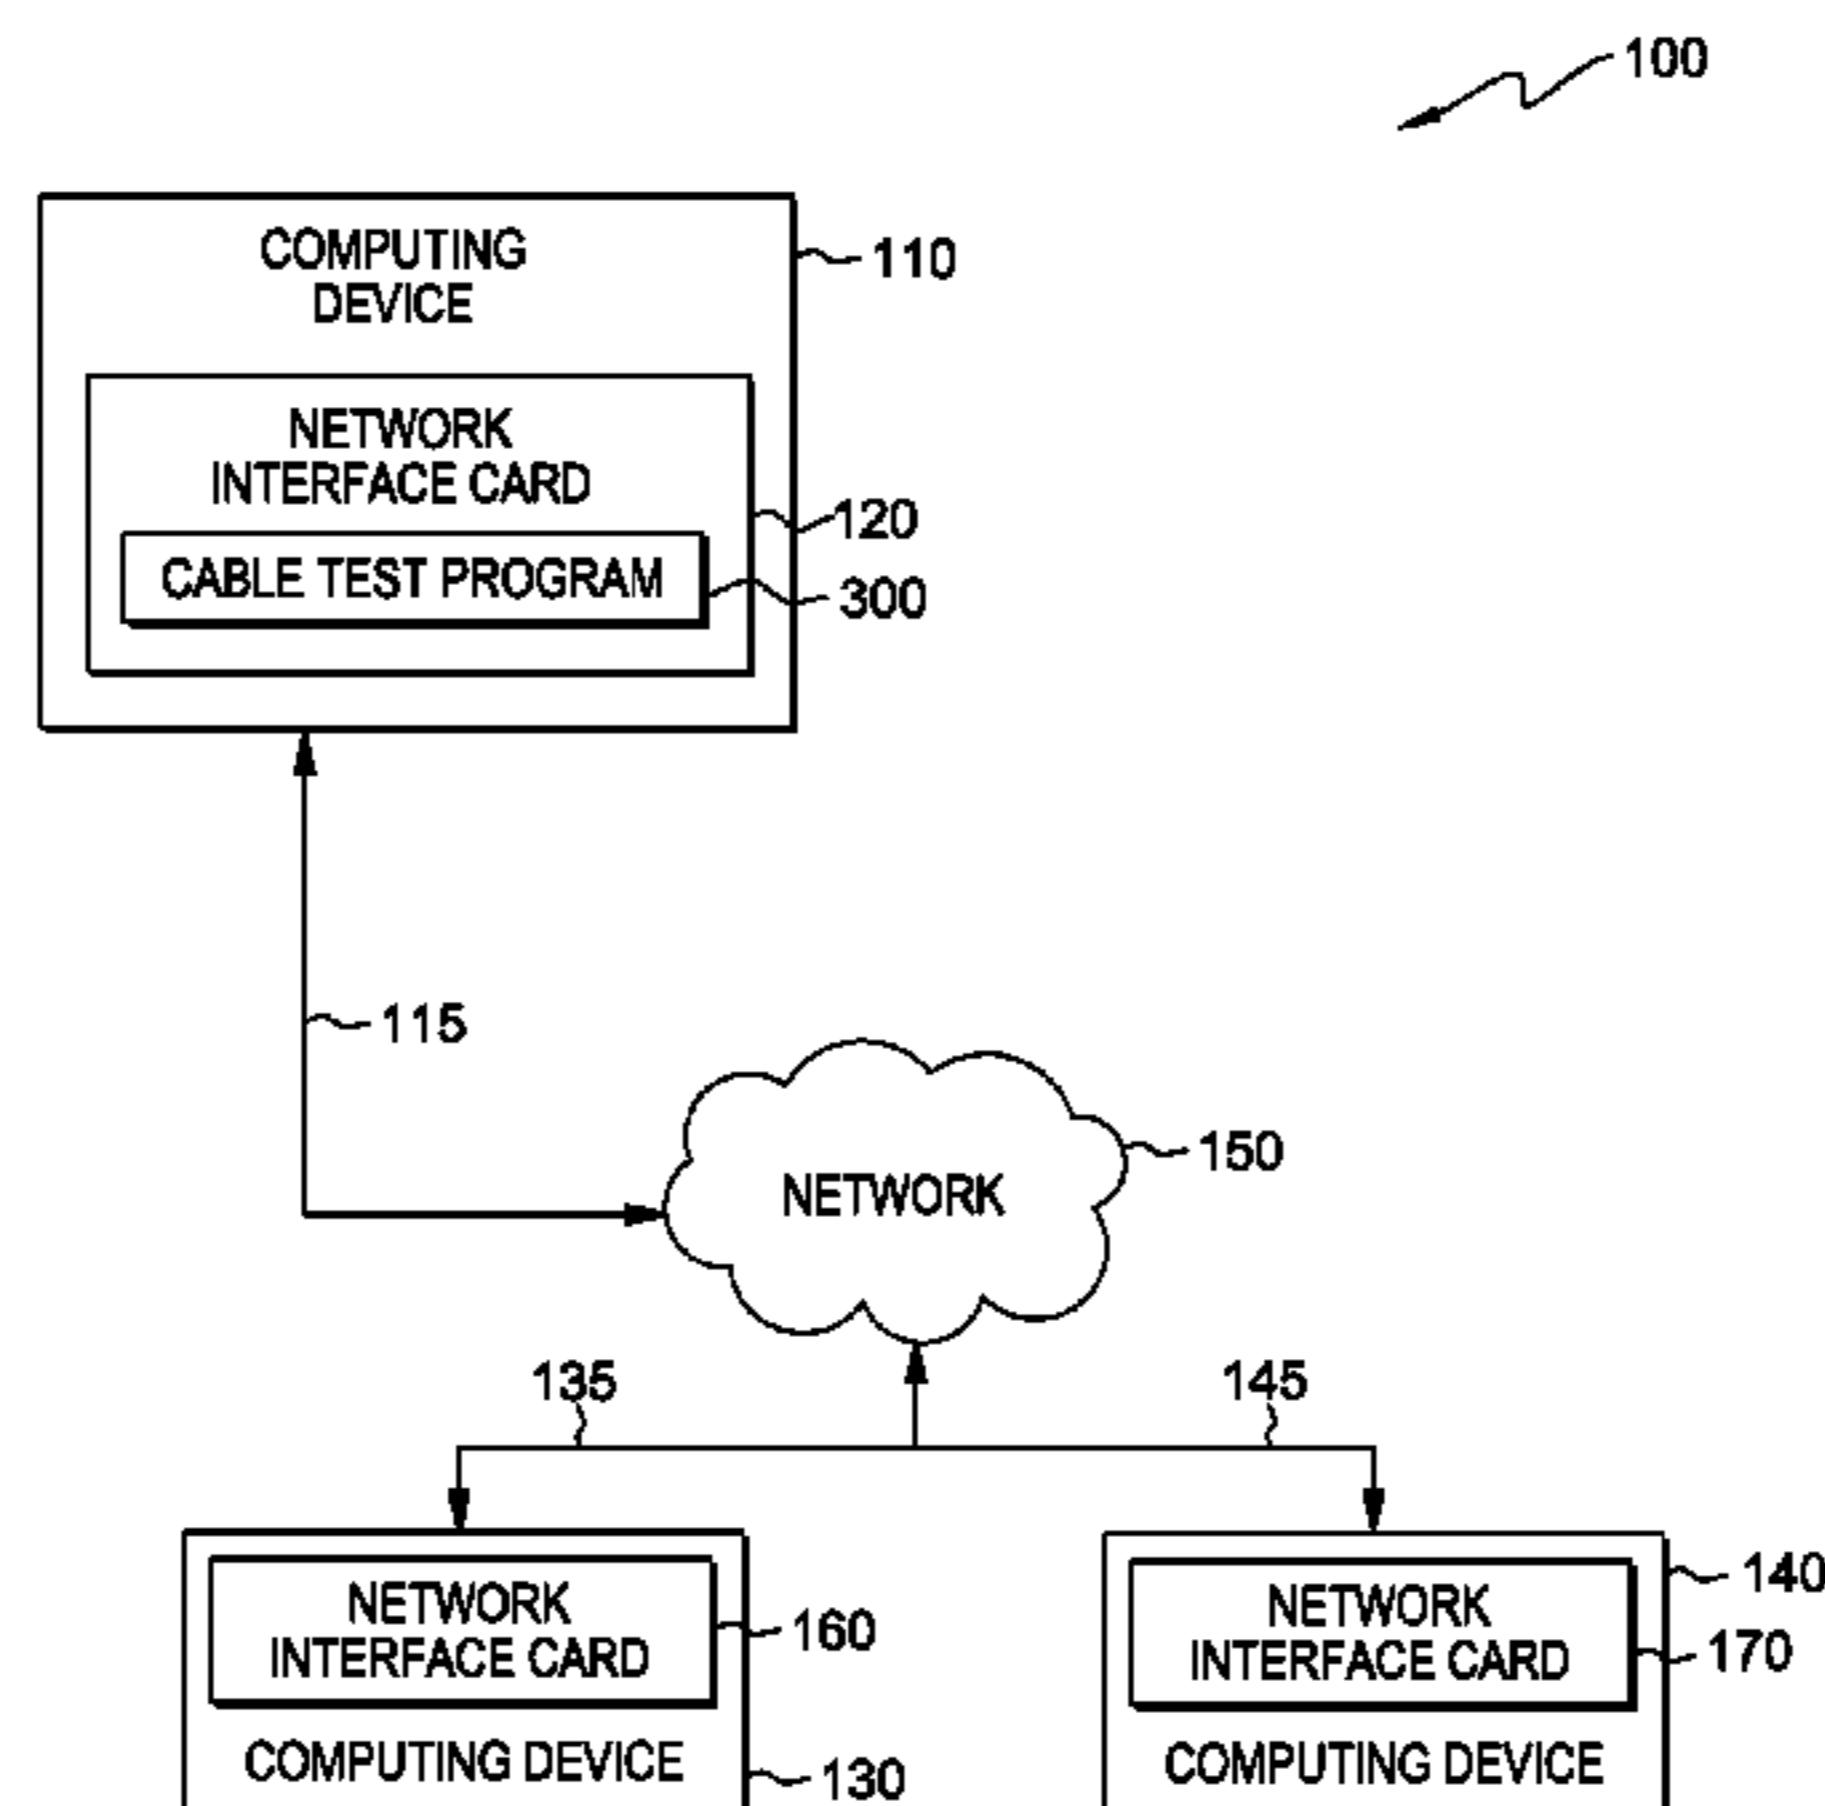 100
COMPUTING
DEVICE
110
NETWORK
INTERFACE CARD
120
CABLE TEST PROGRAM
300
115
150
NETWORK
135
145
NETWORK
INTERFACE CARD
160
COMPUTING DEVICE
130
140
NETWORK
INTERFACE CARD
170
COMPUTING DEVICE